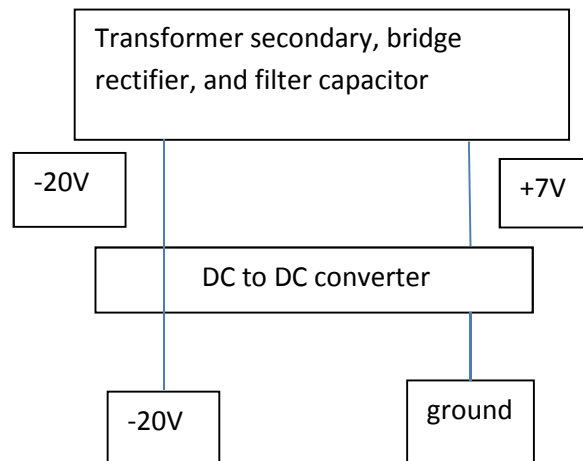 Transformer secondary, bridge
rectifier, and filter capacitor
-20V
+7V
DC to DC converter
-20V
ground